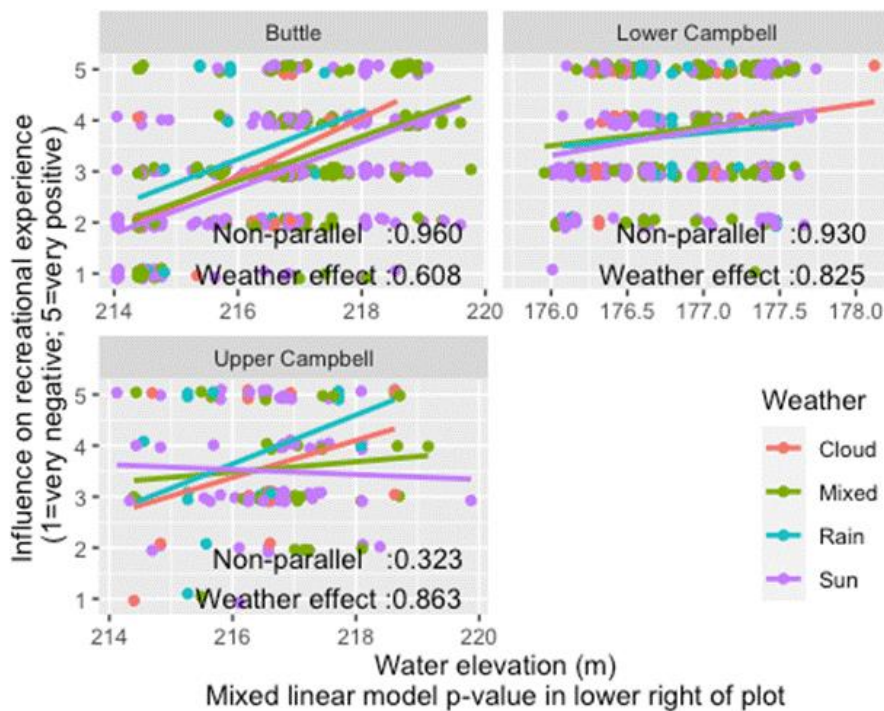 Buttle
Lower Campbell
5
4
3
2
1
Non-parallel :0.960
Weather effect :0.608
Non-parallel :0.930
Weather effect :0.825
214 216 218 220
176.0 176.5 177.0 177.5 178.0
Upper Campbell
5
4
3
2
1
Non-parallel :0.323
Weather effect :0.863
214 216 218 220
Influence on recreational experience
(1=very negative; 5=very positive)
Weather
Cloud
Mixed
Rain
Sun
Water elevation (m)
Mixed linear model p-value in lower right of plot